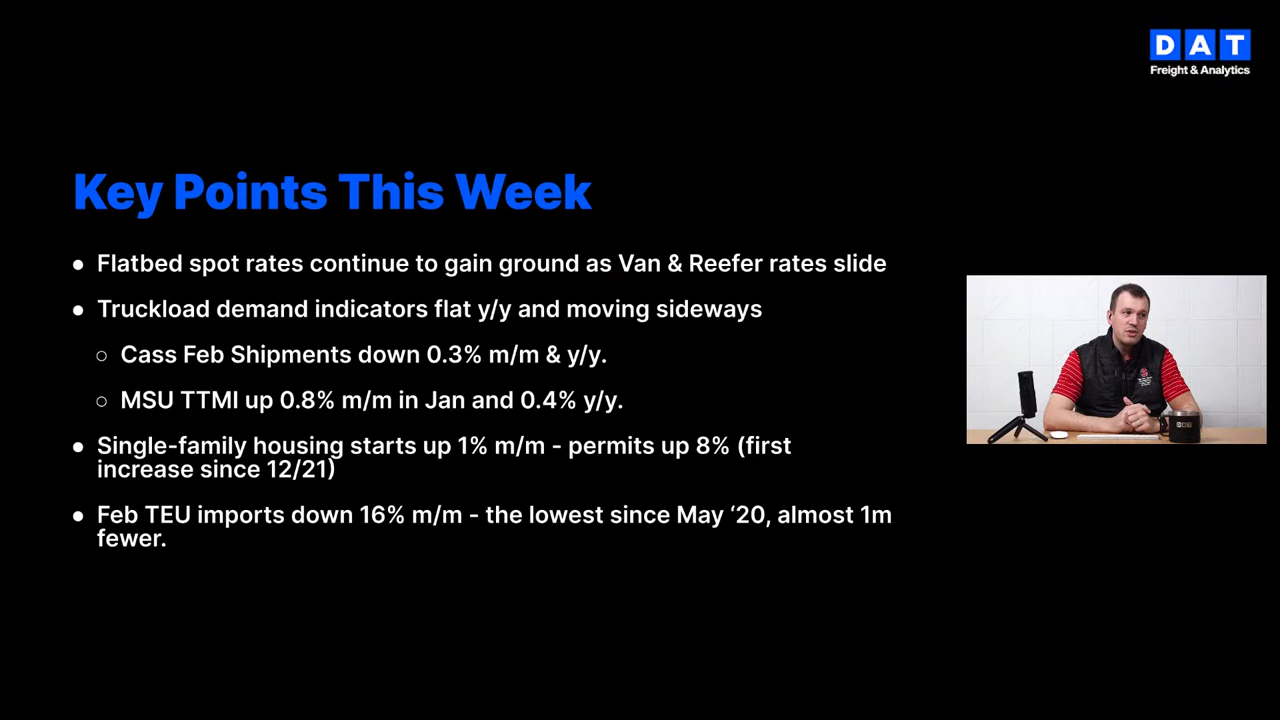 DAT
Freight & Analytics
Key Points This Week
● Flatbed spot rates continue to gain ground as Van & Reefer rates slide
● Truckload demand indicators flat y/y and moving sideways
○ Cass Feb Shipments down 0.3% m/m & y/y.
○ MSU TTMI up 0.8% m/m in Jan and 0.4% y/y.
● Single-family housing starts up 1% m/m - permits up 8% (first
increase since 12/21)
● Feb TEU imports down 16% m/m - the lowest since May ‘20, almost 1m
fewer.
DAT